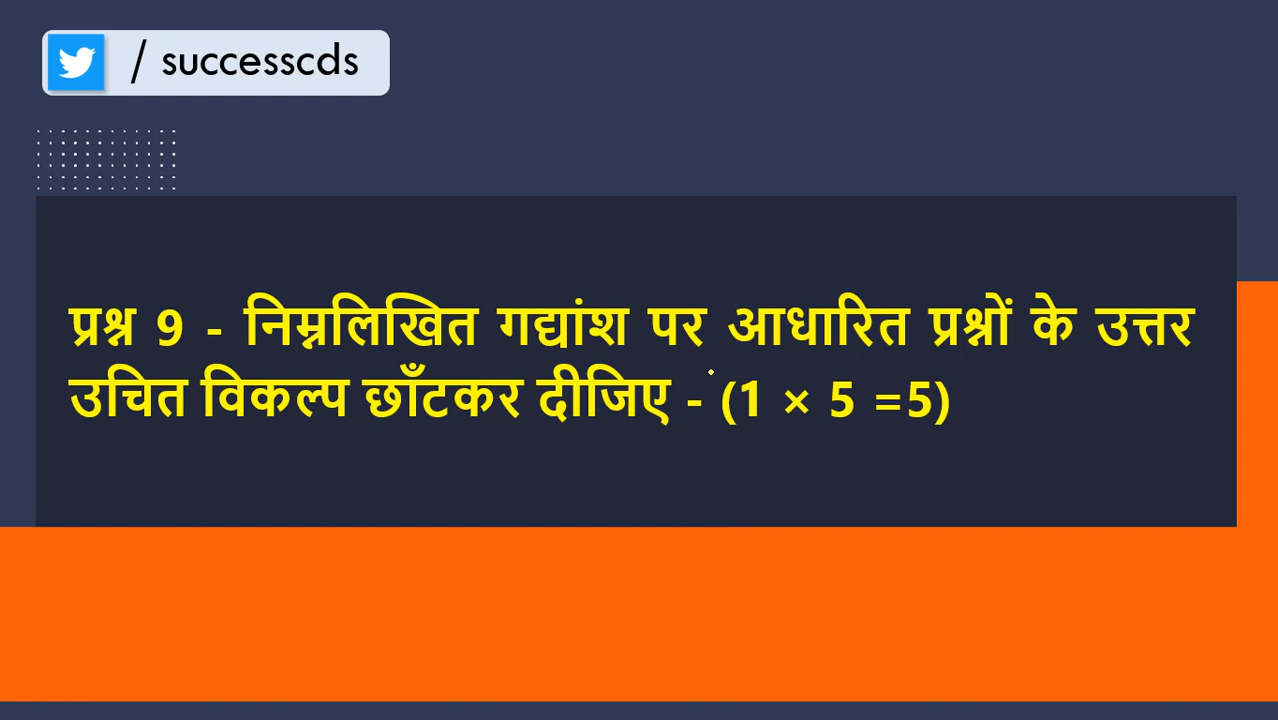 / successcds
प्रश्न 9 - निम्नलिखित गद्यांश पर आधारित प्रश्नों के उत्तर
उचित विकल्प छाँटकर दीजिए - (1 × 5 =5)